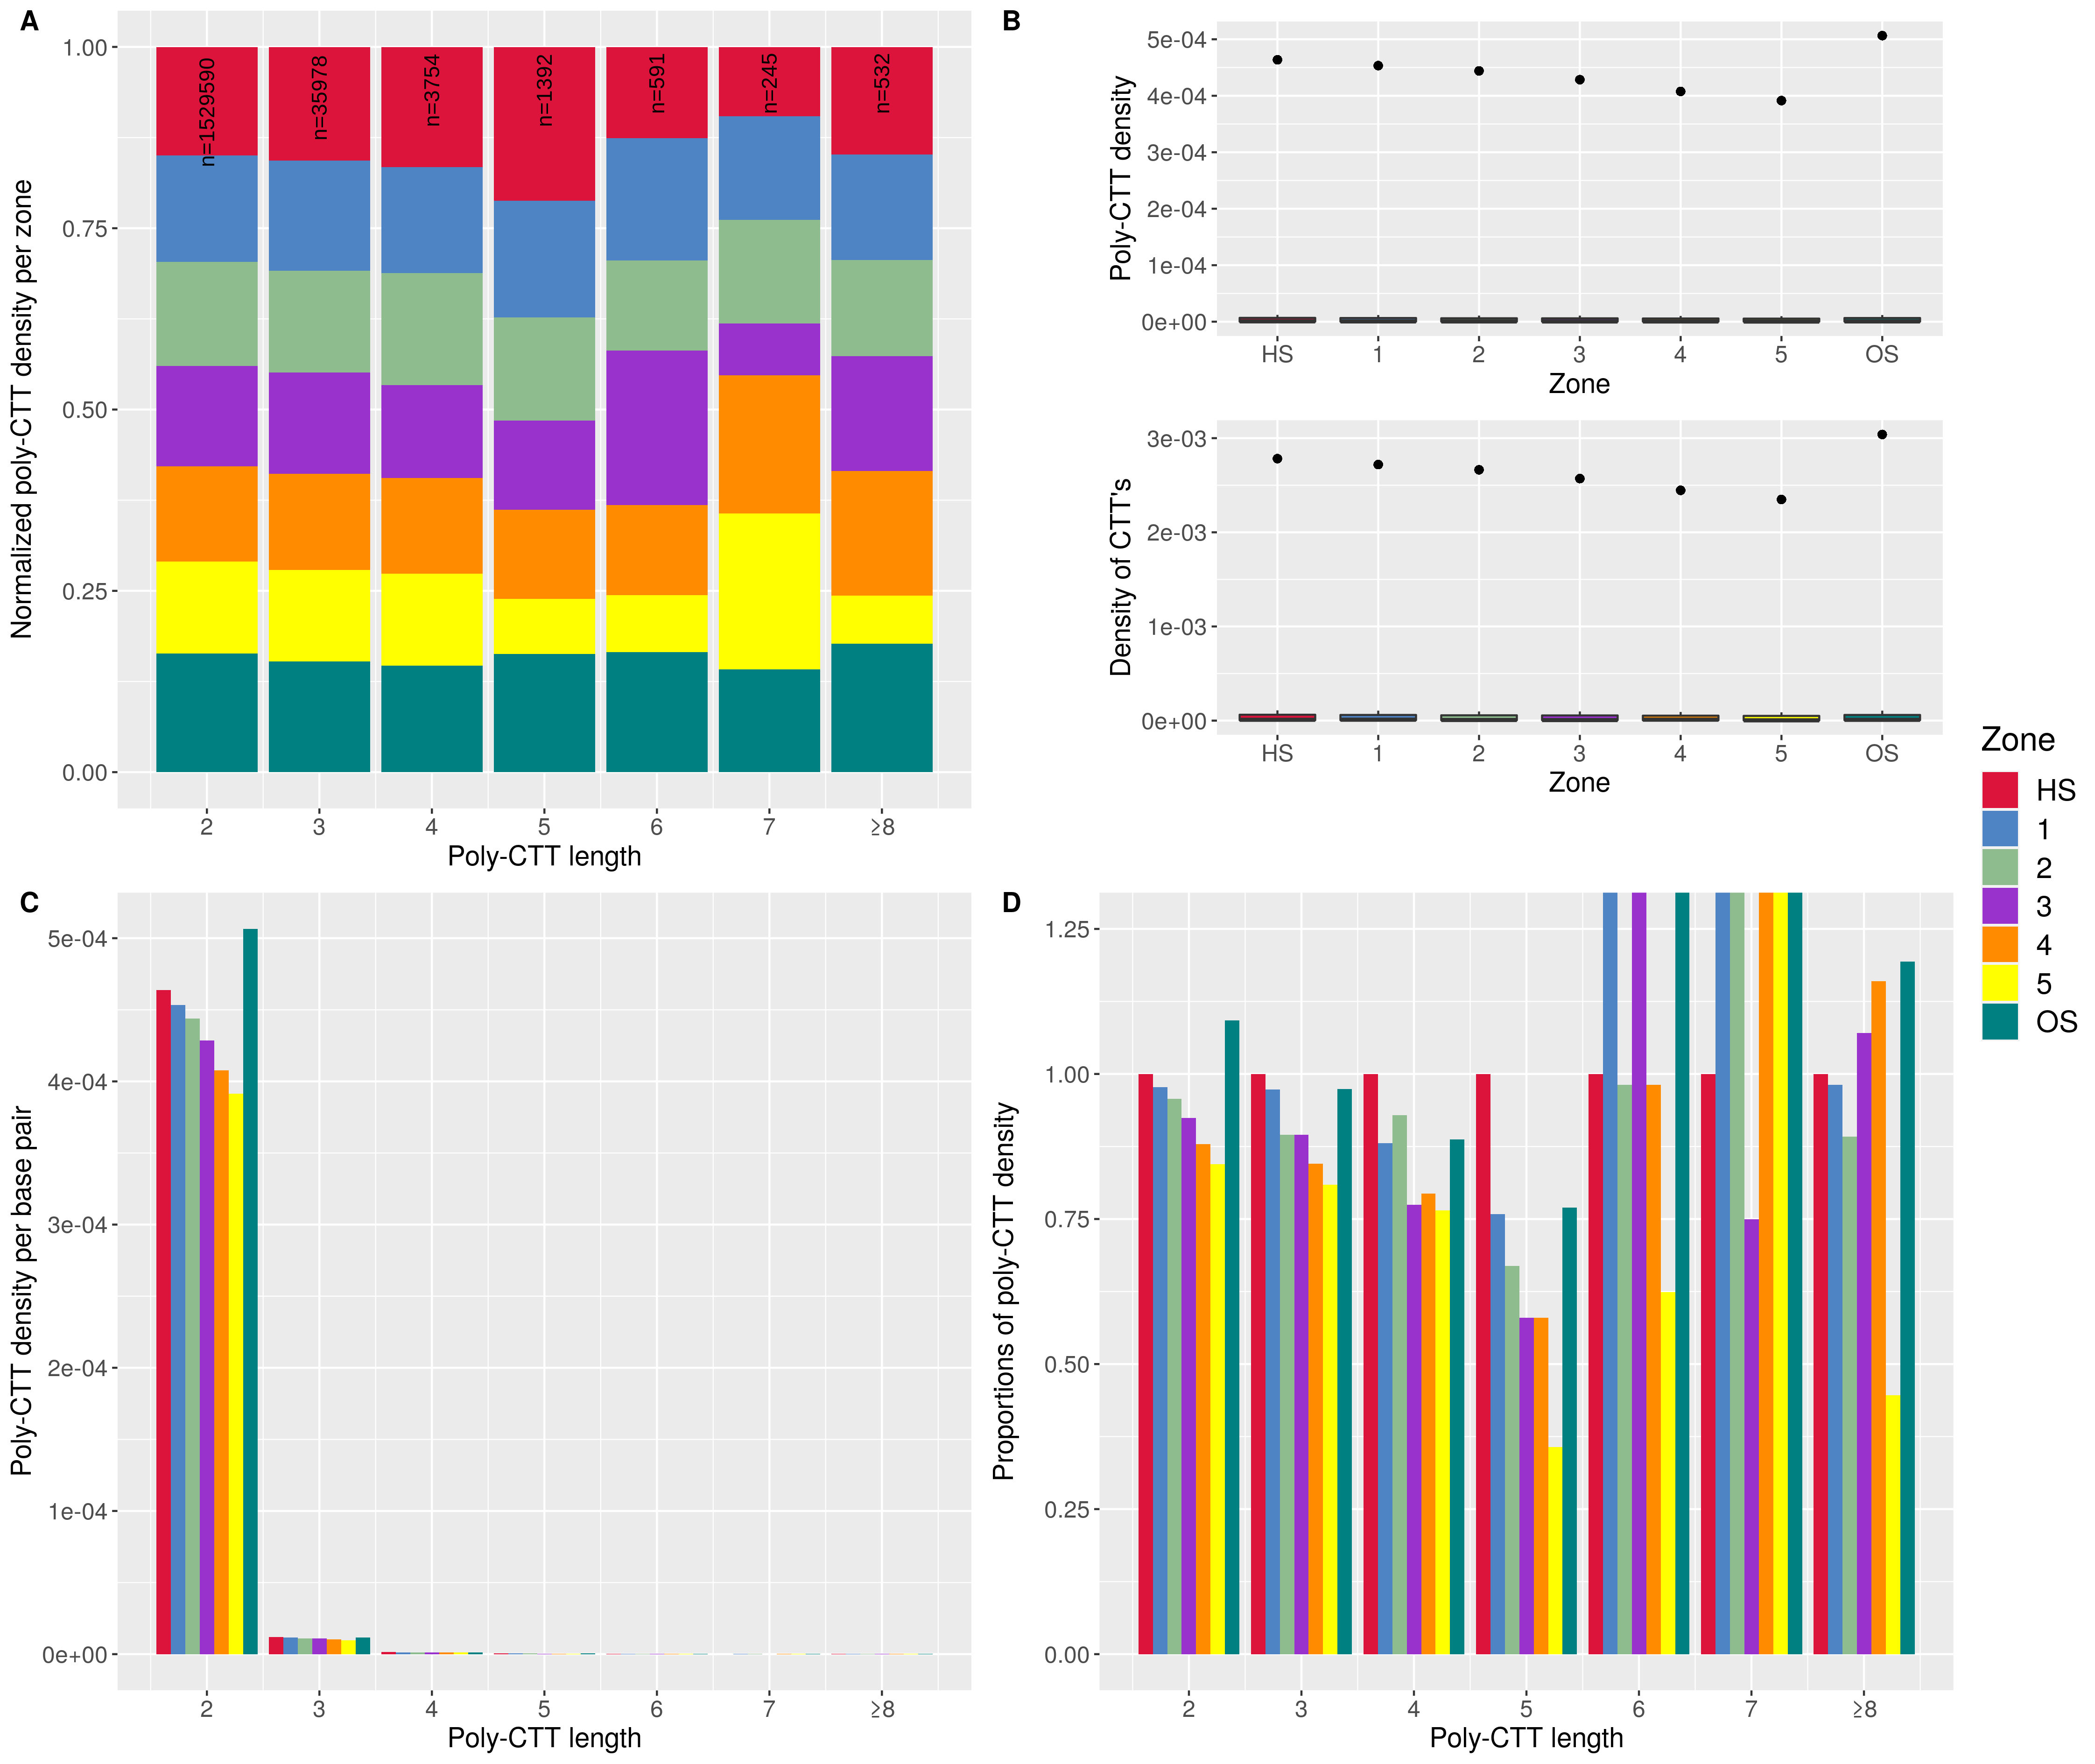 A
Normalized poly-CTT density per zone
1.00
0.75
0.50
0.25
0.00
n=1529590
n=35978
n=3754
n=1392
n=591
n=245
n=532
2 3 4 5 6 7 ≥8
Poly-CTT length
B
Poly-CTT density
5e-04
4e-04
3e-04
2e-04
1e-04
0e+00
HS 1 2 3 4 5 OS
Zone
Density of CTT's
3e-03
2e-03
1e-03
0e+00
HS 1 2 3 4 5 OS
Zone
Zone
HS
1
2
3
4
5
OS
C
Poly-CTT density per base pair
5e-04
4e-04
3e-04
2e-04
1e-04
0e+00
2 3 4 5 6 7 ≥8
Poly-CTT length
D
Proportions of poly-CTT density
1.25
1.00
0.75
0.50
0.25
0.00
2 3 4 5 6 7 ≥8
Poly-CTT length